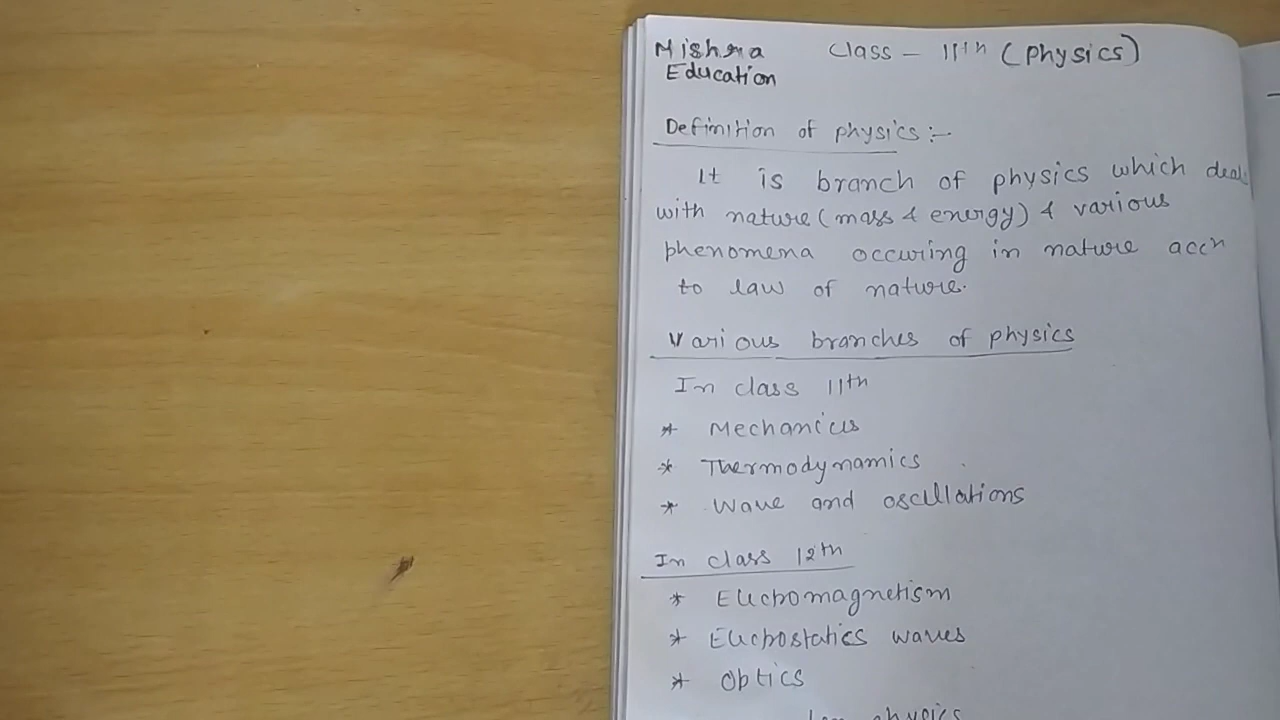 Mishra Class - 11th (Physics)
Education
Definition of physics :-
It is branch of physics which deals
with nature (mass & energy) & various
phenomena occuring in nature accn
to law of nature.
Various branches of physics
In class 11th
* Mechanics
* Thermodynamics
* Wave and oscillations
In class 12th
* Electromagnetism
* Electrostatics waves
* Optics
physics